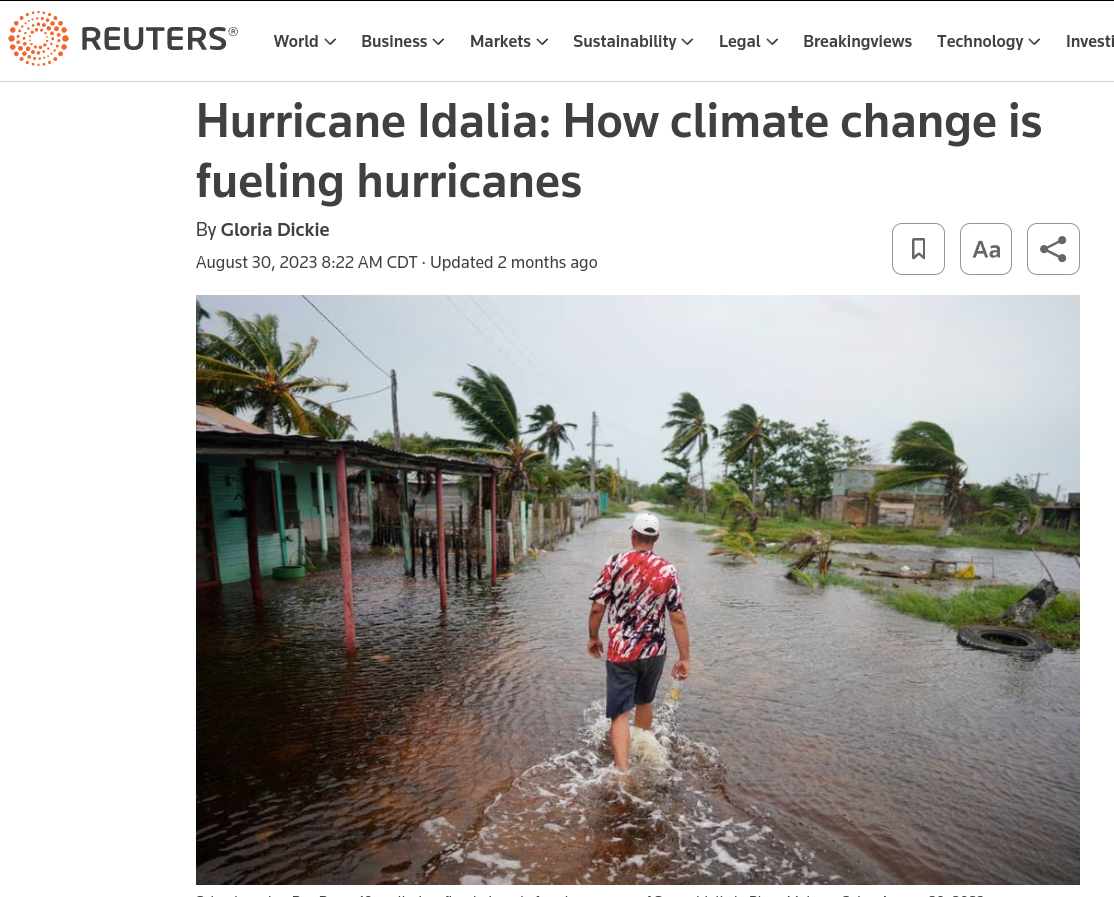 REUTERS®
World Business Markets Sustainability Legal Breakingviews Technology Investi
Hurricane Idalia: How climate change is
fueling hurricanes
By Gloria Dickie
August 30, 2023 8:22 AM CDT · Updated 2 months ago
Aa